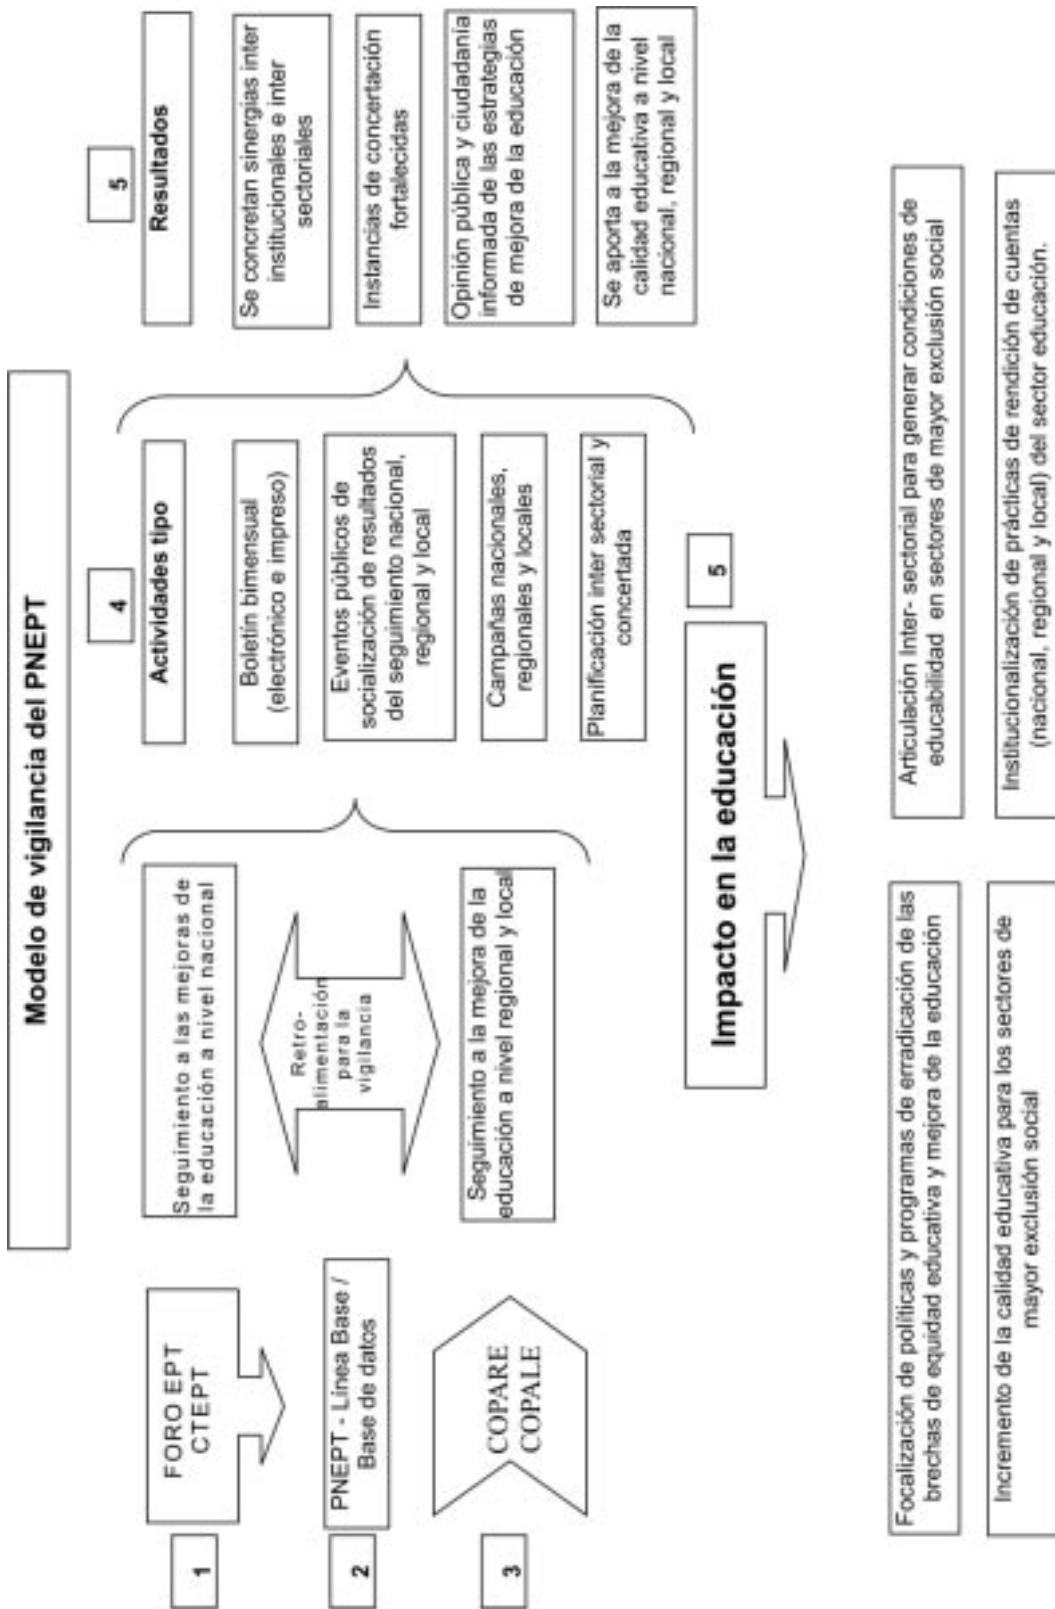 Modelo de vigilancia del PNEPT
1
FORO EPT
CTEPT
2
PNEPT - Línea Base /
Base de datos
3
COPARE
COPALE
Seguimiento a las mejoras de
la educación a nivel nacional
Retro-
alimentación
para la
vigilancia
Seguimiento a la mejora de la
educación a nivel regional y local
4
Actividades tipo
Boletín bimensual
(electrónico e impreso)
Eventos públicos de
socialización de resultados
del seguimiento nacional,
regional y local
Campañas nacionales,
regionales y locales
Planificación inter sectorial y
concertada
5
Resultados
Se concretan sinergias inter
institucionales e inter
sectoriales
Instancias de concertación
fortalecidas
Opinión pública y ciudadanía
informada de las estrategias
de mejora de la educación
Se aporta a la mejora de la
calidad educativa a nivel
nacional, regional y local
Impacto en la educación
5
Focalización de políticas y programas de erradicación de las
brechas de equidad educativa y mejora de la educación
Articulación Inter- sectorial para generar condiciones de
educabilidad en sectores de mayor exclusión social
Incremento de la calidad educativa para los sectores de
mayor exclusión social
Institucionalización de prácticas de rendición de cuentas
(nacional, regional y local) del sector educación.